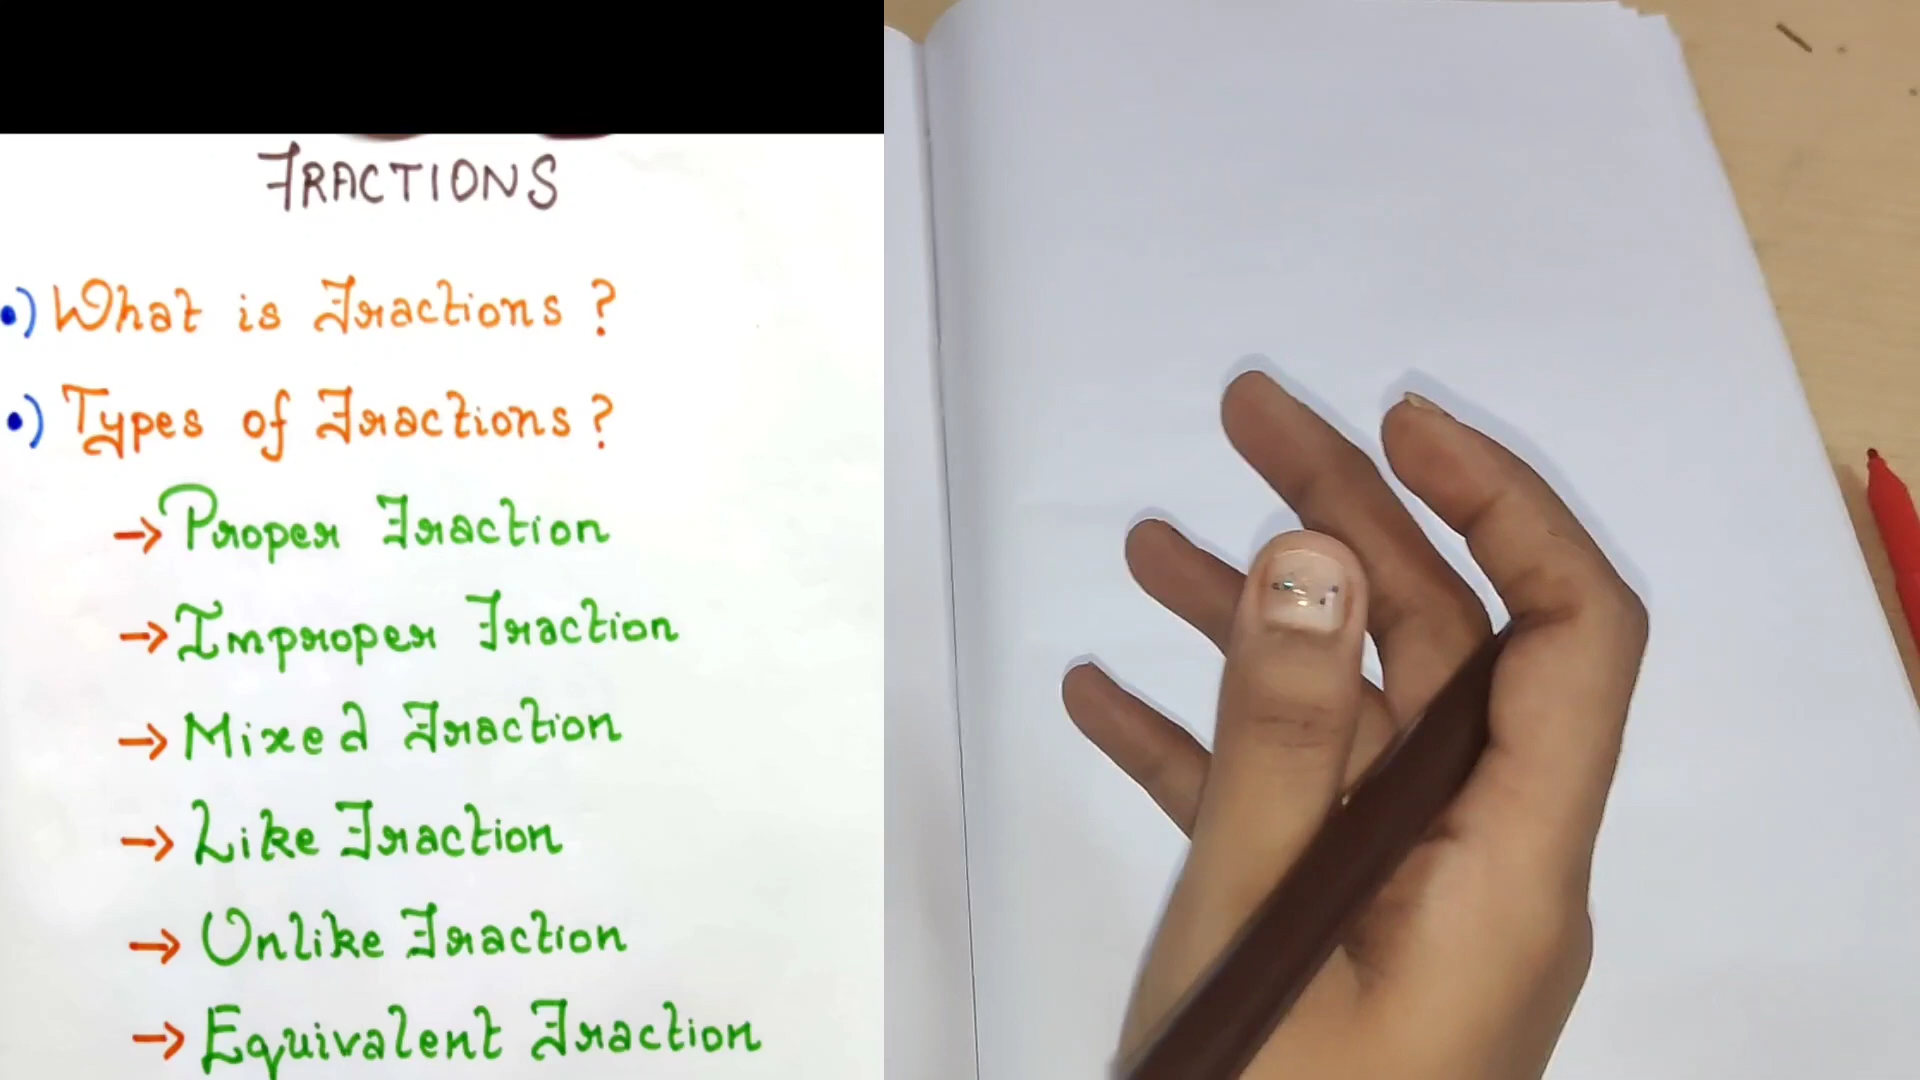 FRACTIONS
•) What is Fractions ?
•) Types of Fractions ?
→ Proper Fraction
→ Improper Fraction
→ Mixed Fraction
→ Like Fraction
→ Unlike Fraction
→ Equivalent Fraction